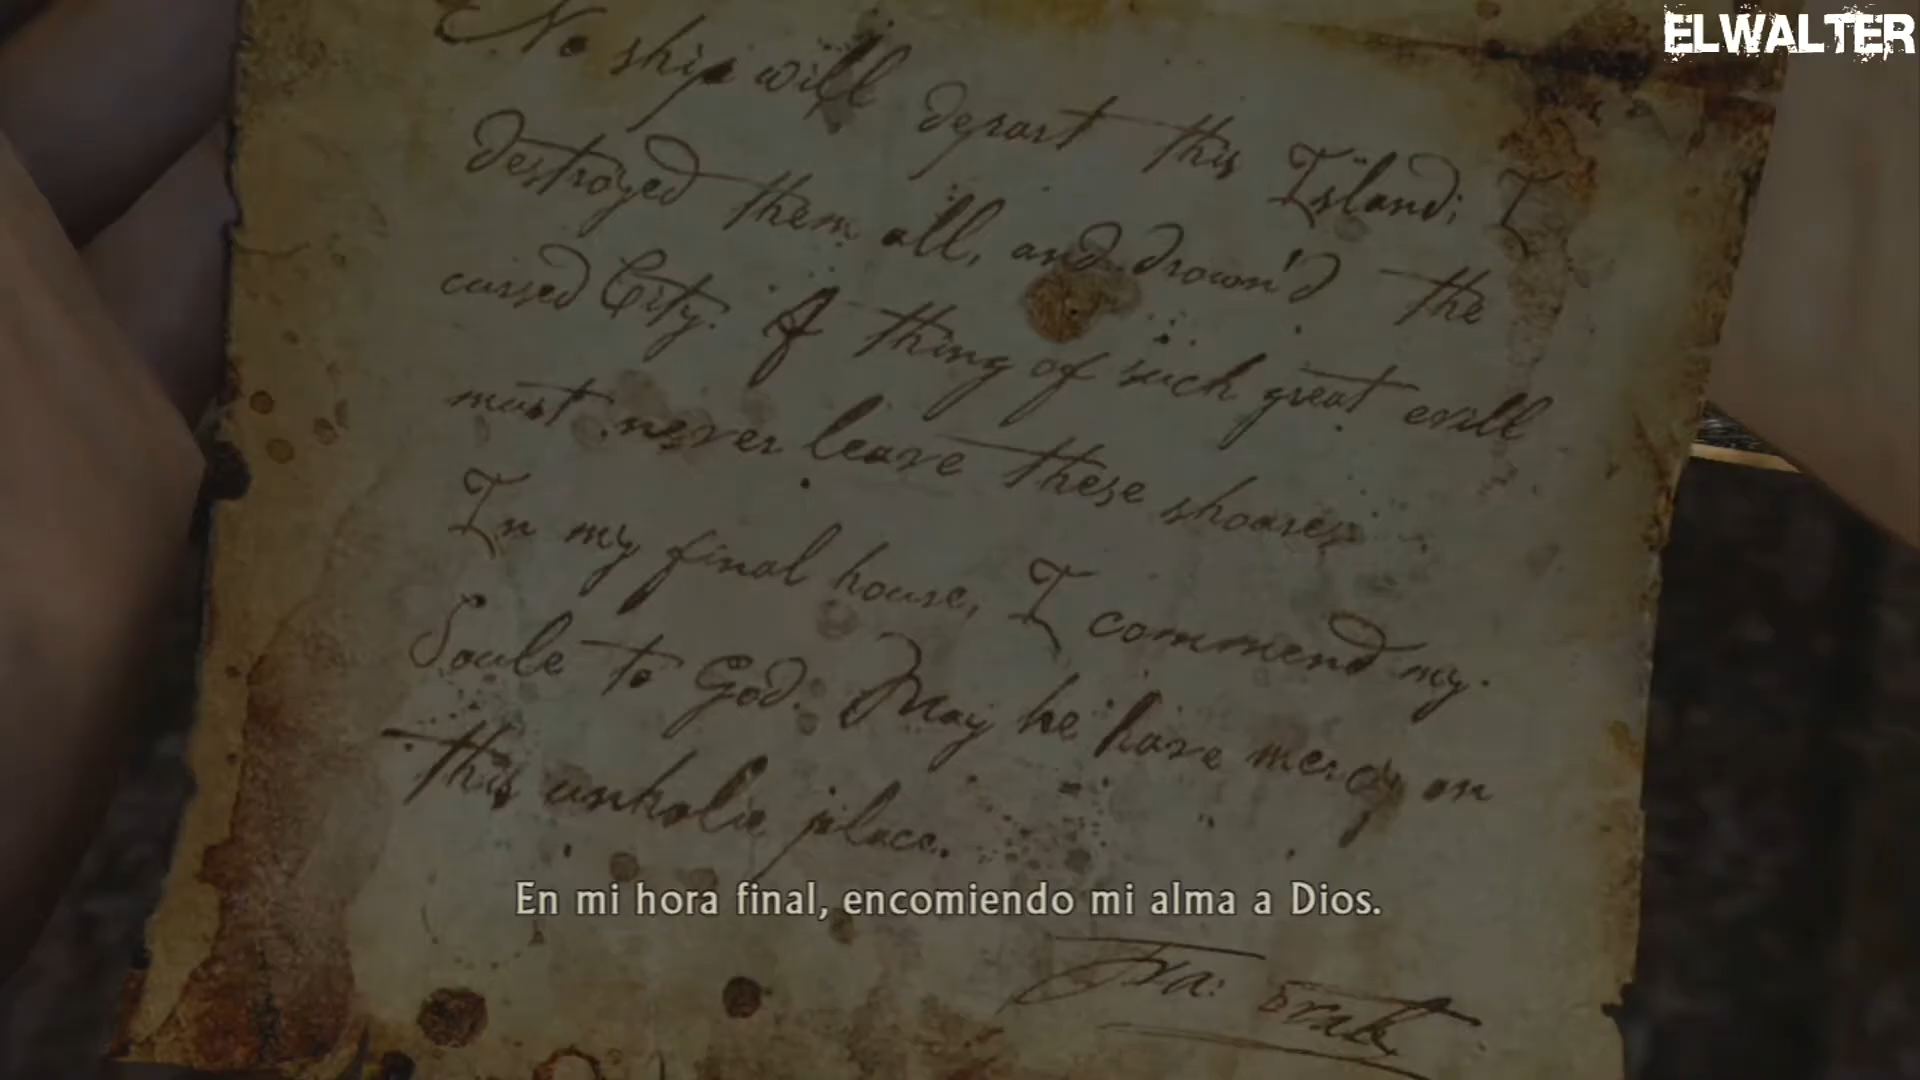 ELWALTER
No ship will depart this Island; I
destroyed them all, and drown'd the
cursed City. A thing of such great evill
must never leave these shoares.
In my final house, I commend my
Soule to God. May he have mercy on
this unholie place.
En mi hora final, encomiendo mi alma a Dios.
Fra: Drake